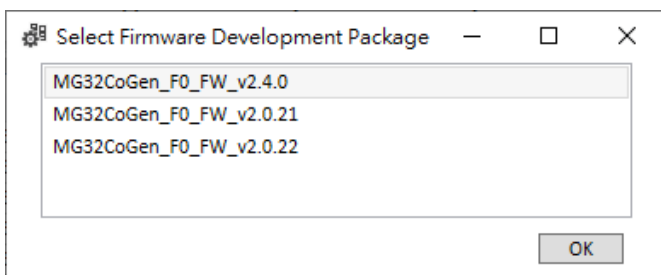 Select Firmware Development Package
MG32CoGen_F0_FW_v2.4.0
MG32CoGen_F0_FW_v2.0.21
MG32CoGen_F0_FW_v2.0.22
OK